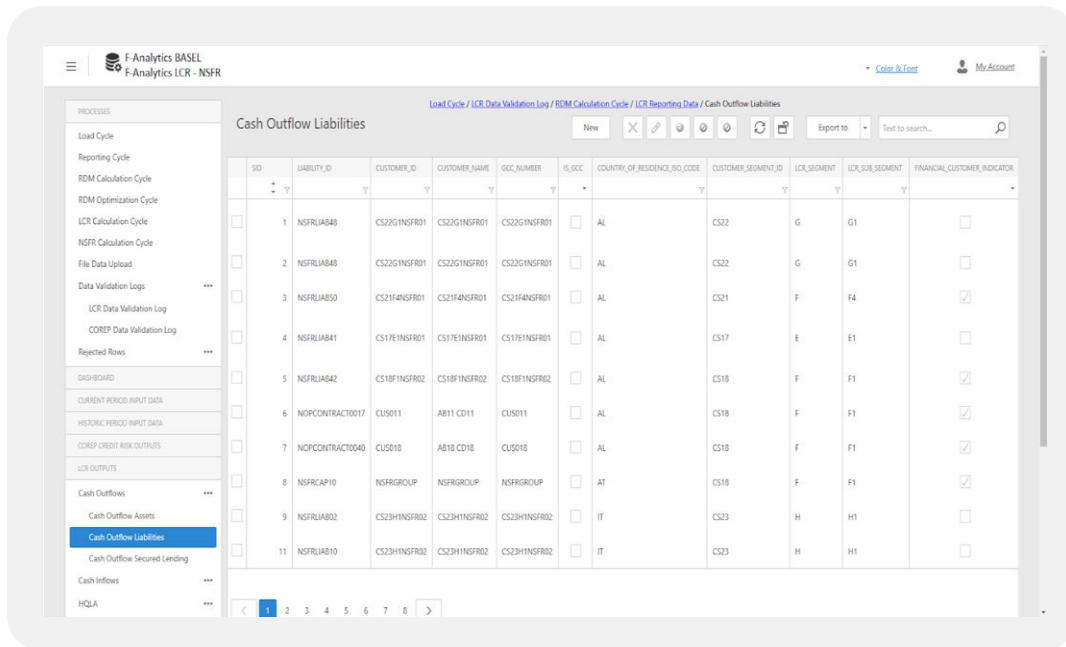 F-Analytics BASEL
F-Analytics LCR - NSFR
Color & Font
My Account
PROCESSES
Load Cycle
Reporting Cycle
RDM Calculation Cycle
RDM Optimization Cycle
LCR Calculation Cycle
NSFR Calculation Cycle
File Data Upload
Data Validation Logs
LCR Data Validation Log
COREP Data Validation Log
Rejected Rows
DASHBOARD
CURRENT PERIOD INPUT DATA
HISTORIC PERIOD INPUT DATA
COREP CREDIT RISK OUTPUTS
LCR OUTPUTS
Cash Outflows
Cash Outflow Assets
Cash Outflow Liabilities
Cash Outflow Secured Lending
Cash Inflows
HQLA
Load Cycle / LCR Data Validation Log / RDM Calculation Cycle / LCR Reporting Data / Cash Outflow Liabilities
Cash Outflow Liabilities
New Export to Text to search...
SIO LIABILITY_ID CUSTOMER_ID CUSTOMER_NAME GCC_NUMBER IS_GCC COUNTRY_OF_RESIDENCE_ISO_CODE CUSTOMER_SEGMENT_ID LCR_SEGMENT LCR_SUB_SEGMENT FINANCIAL_CUSTOMER_INDICATOR
1 NSFRLIAB48 CS22G1NSFR01 CS22G1NSFR01 CS22G1NSFR01 AL CS22 G G1
2 NSFRLIAB48 CS22G1NSFR01 CS22G1NSFR01 CS22G1NSFR01 AL CS22 G G1
3 NSFRLIAB50 CS21F4NSFR01 CS21F4NSFR01 CS21F4NSFR01 AL CS21 F F4
4 NSFRLIAB41 CS17E1NSFR01 CS17E1NSFR01 CS17E1NSFR01 AL CS17 E E1
5 NSFRLIAB42 CS18F1NSFR02 CS18F1NSFR02 CS18F1NSFR02 AL CS18 F F1
6 NOPCONTRACT0017 CUS011 AB11 CD11 CUS011 AL CS18 F F1
7 NOPCONTRACT0040 CUS018 AB18 CD18 CUS018 AL CS18 F F1
8 NSFRCAP10 NSFRGROUP NSFRGROUP NSFRGROUP AT CS18 F F1
9 NSFRLIAB02 CS23H1NSFR02 CS23H1NSFR02 CS23H1NSFR02 IT CS23 H H1
11 NSFRLIAB10 CS23H1NSFR02 CS23H1NSFR02 CS23H1NSFR02 IT CS23 H H1
1 2 3 4 5 6 7 8